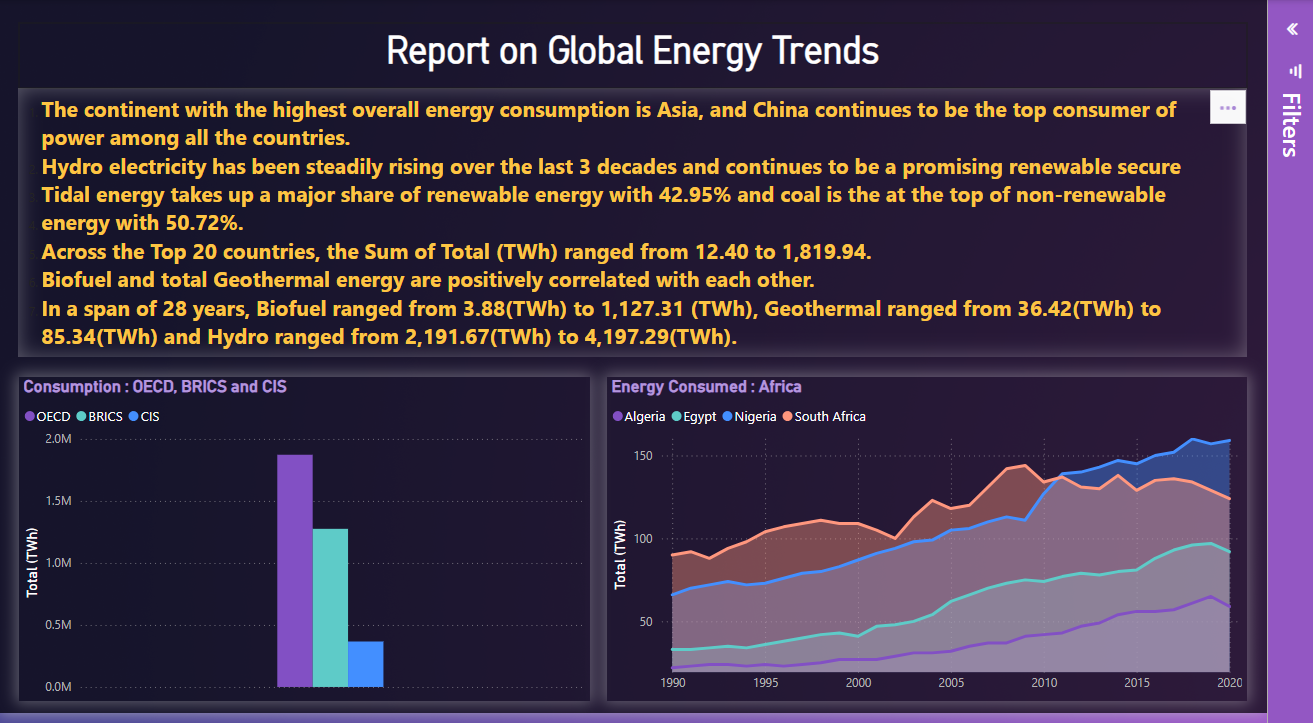 Report on Global Energy Trends
The continent with the highest overall energy consumption is Asia, and China continues to be the top consumer of
power among all the countries.
Hydro electricity has been steadily rising over the last 3 decades and continues to be a promising renewable secure
Tidal energy takes up a major share of renewable energy with 42.95% and coal is the at the top of non-renewable
energy with 50.72%.
Across the Top 20 countries, the Sum of Total (TWh) ranged from 12.40 to 1,819.94.
Biofuel and total Geothermal energy are positively correlated with each other.
In a span of 28 years, Biofuel ranged from 3.88(TWh) to 1,127.31 (TWh), Geothermal ranged from 36.42(TWh) to
85.34(TWh) and Hydro ranged from 2,191.67(TWh) to 4,197.29(TWh).
Filters
Consumption : OECD, BRICS and CIS
OECD BRICS CIS
2.0M
1.5M
1.0M
0.5M
0.0M
Total (TWh)
Energy Consumed : Africa
Algeria Egypt Nigeria South Africa
150
100
50
Total (TWh)
1990 1995 2000 2005 2010 2015 2020